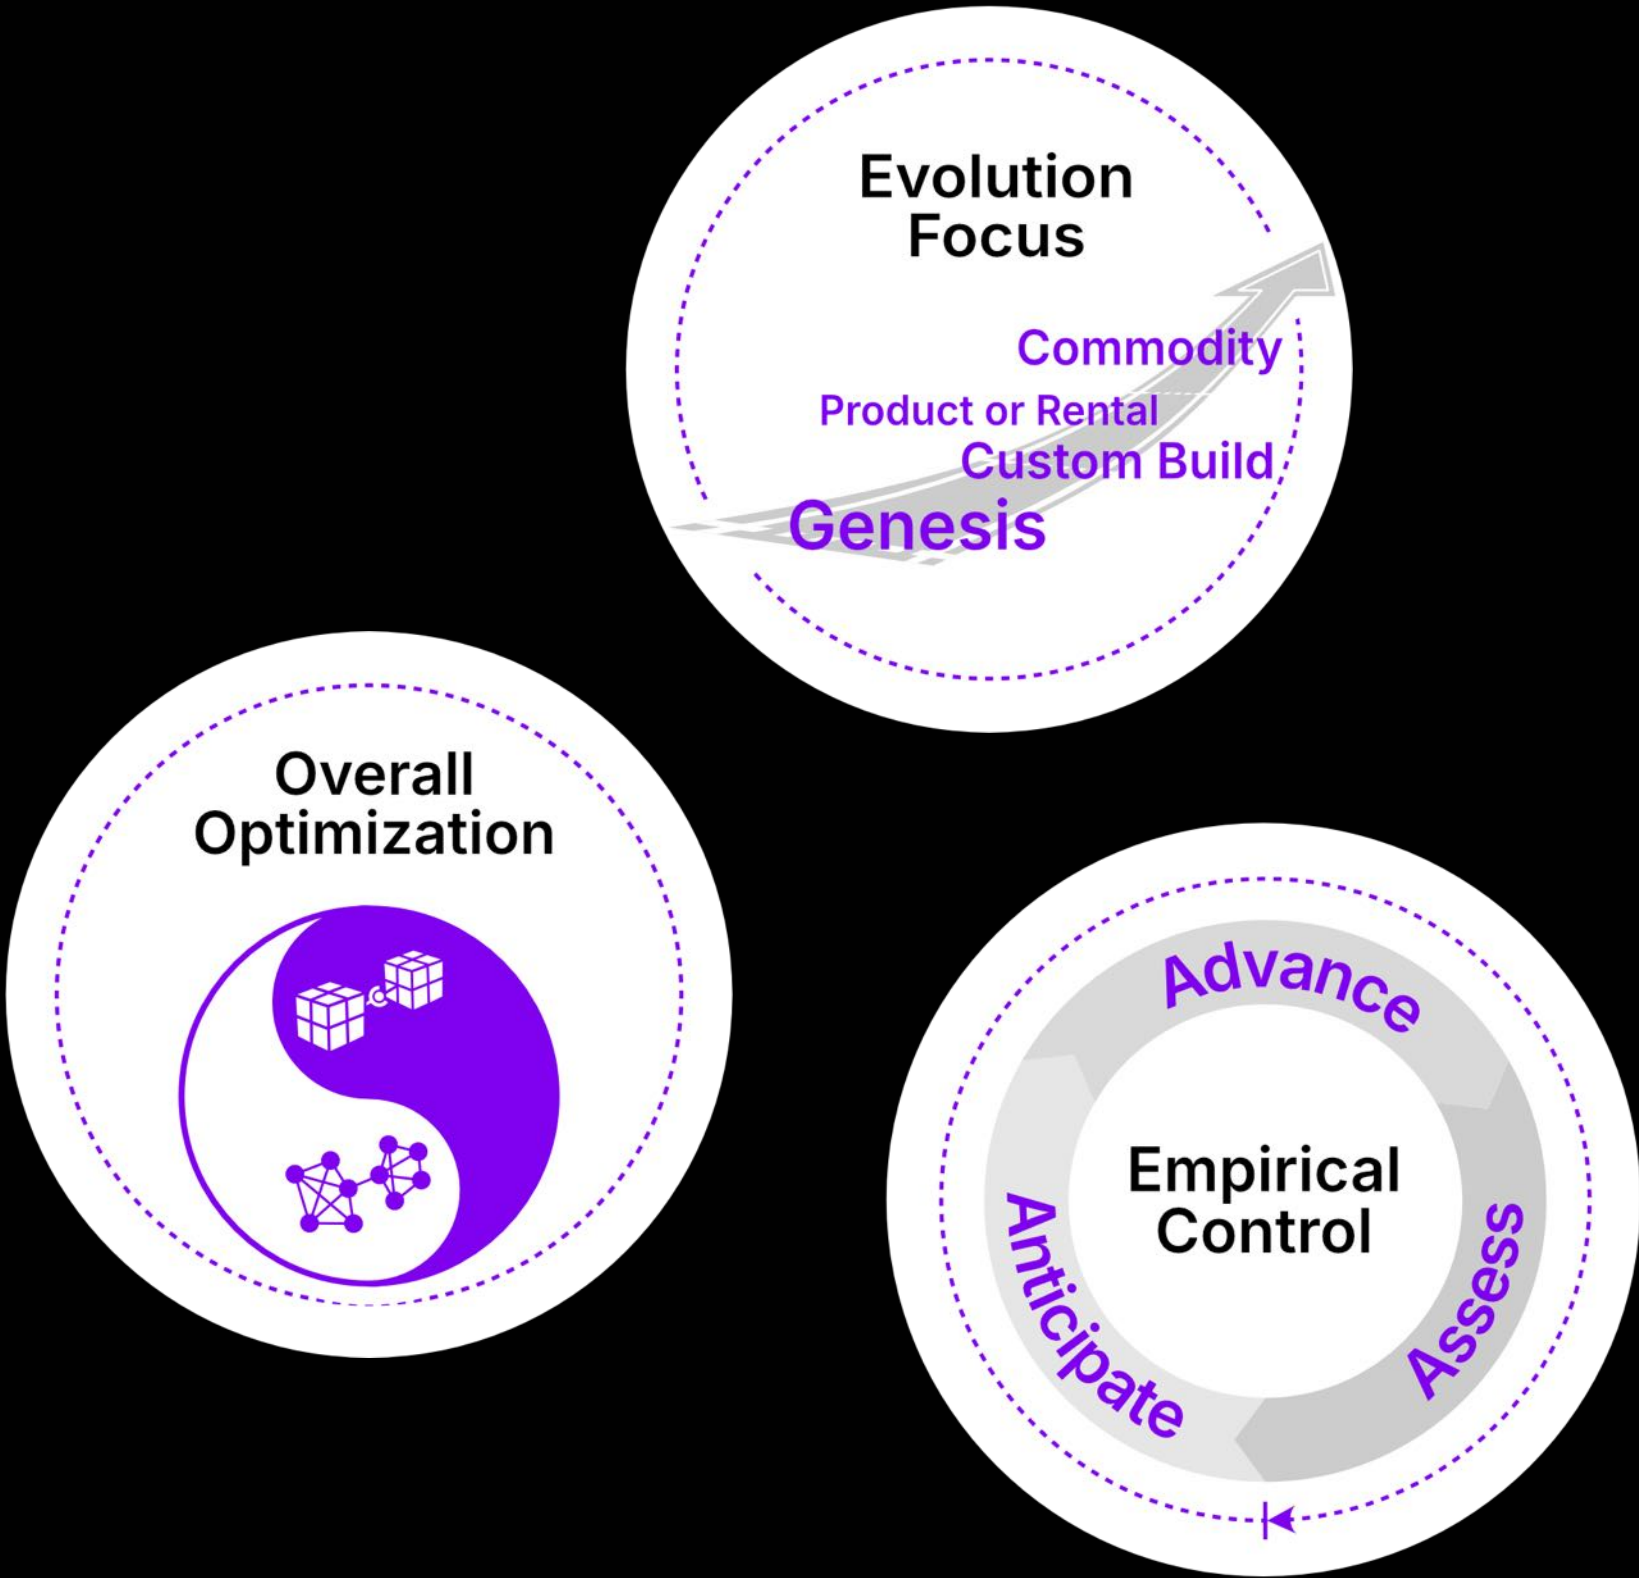 Evolution
Focus
Commodity
Product or Rental
Custom Build
Genesis
Overall
Optimization
Advance
Empirical
Control
Anticipate
Assess